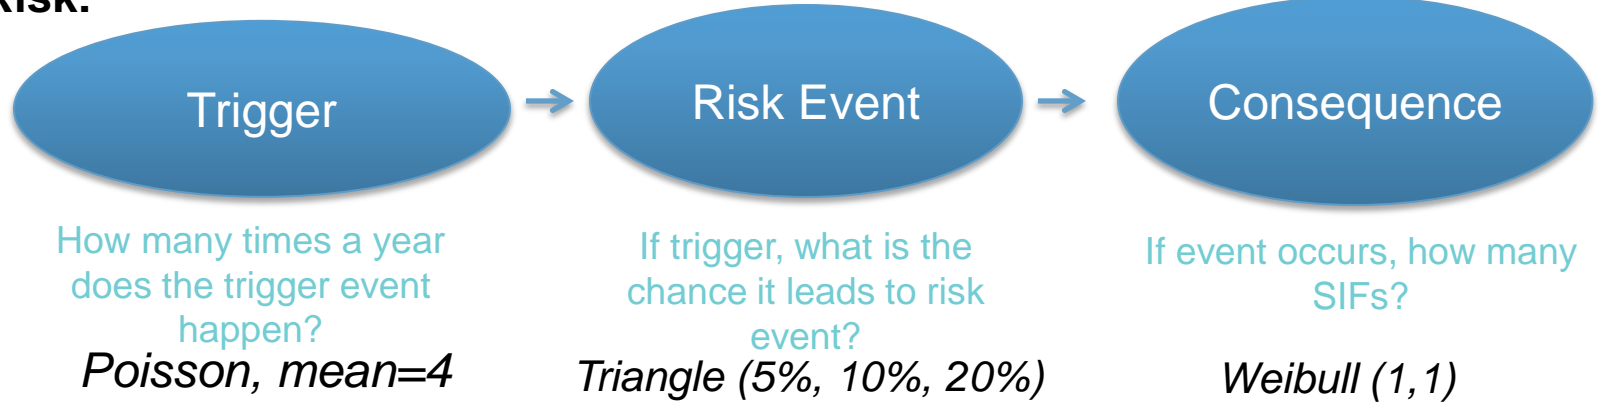 Risk.
Trigger
Risk Event
Consequence
How many times a year
does the trigger event
happen?
Poisson, mean=4
If trigger, what is the
chance it leads to risk
event?
Triangle (5%, 10%, 20%)
If event occurs, how many
SIFs?
Weibull (1,1)